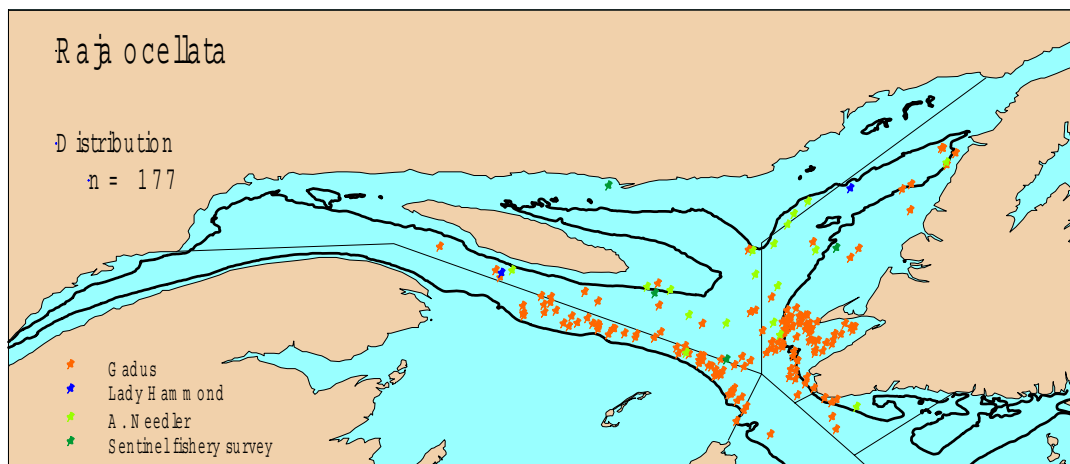 Raja ocellata
Distribution
n = 177
Gadus
Lady Hammond
A. Needler
Sentinel fishery survey